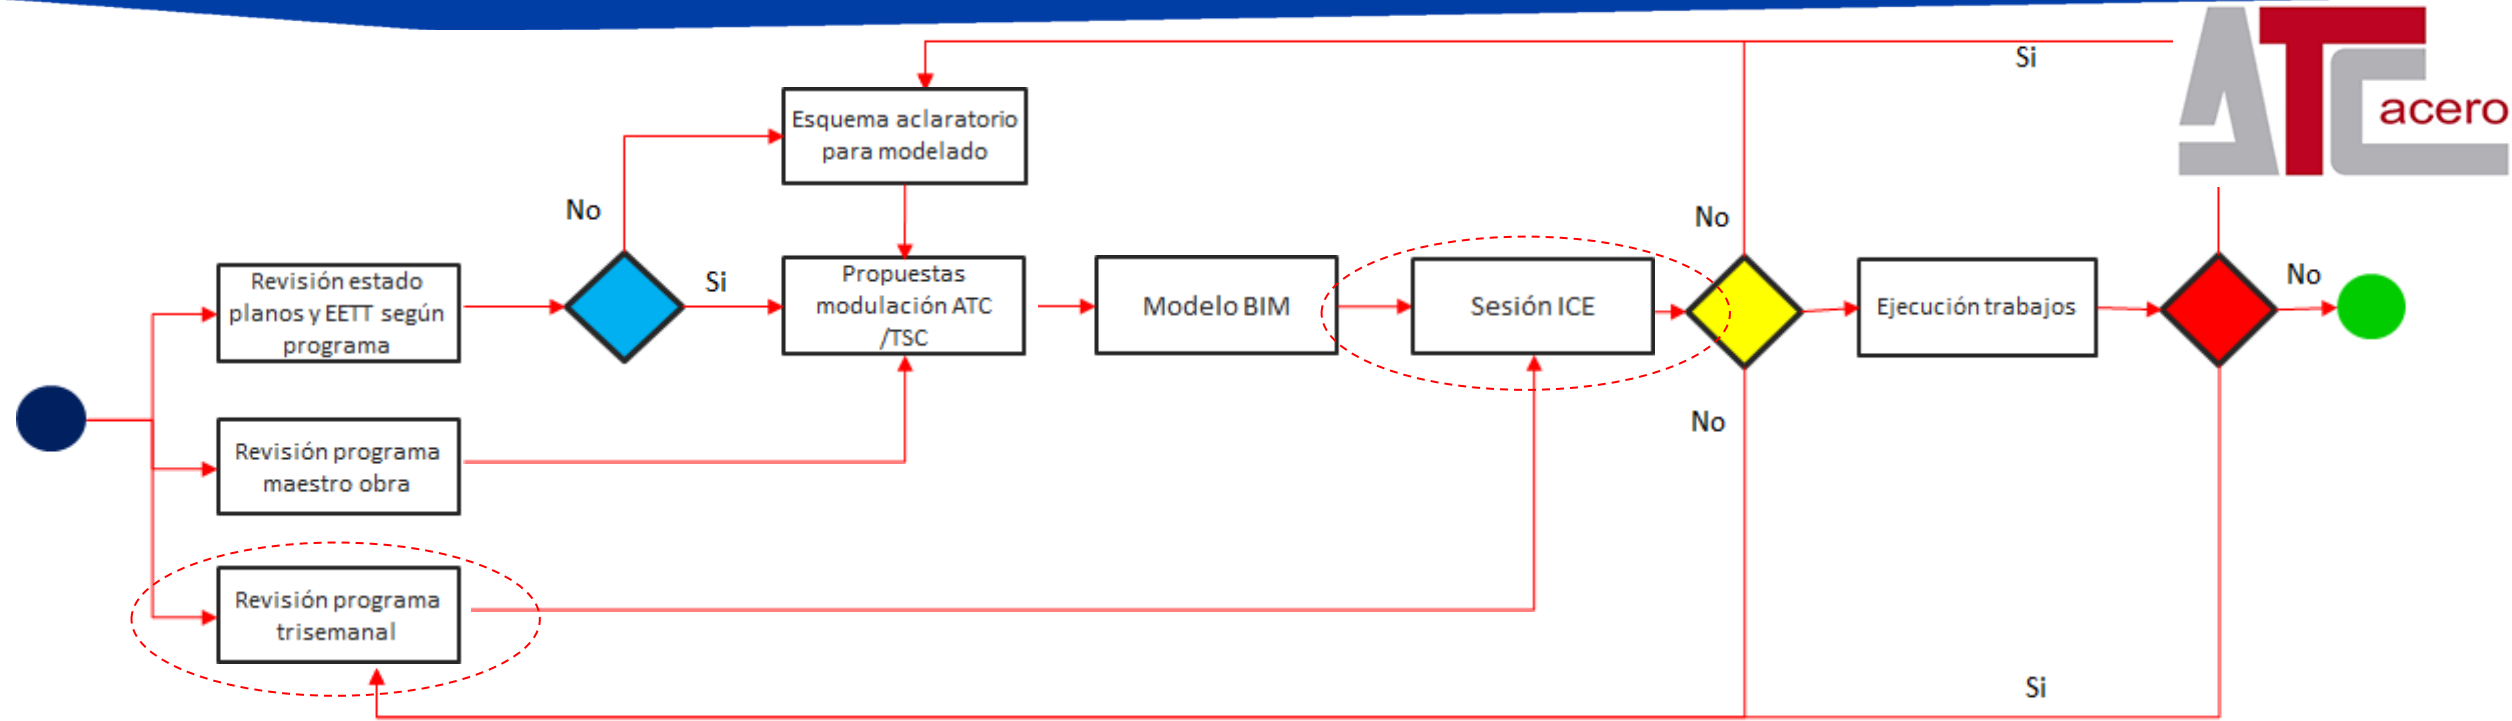 Si
ATC
acero
Esquema aclaratorio
para modelado
No
No
Revisión estado
planos y EETT según
programa
Si
Propuestas
modulación ATC
/TSC
Modelo BIM
Sesión ICE
Ejecución trabajos
No
No
Revisión programa
maestro obra
Revisión programa
trisemanal
Si